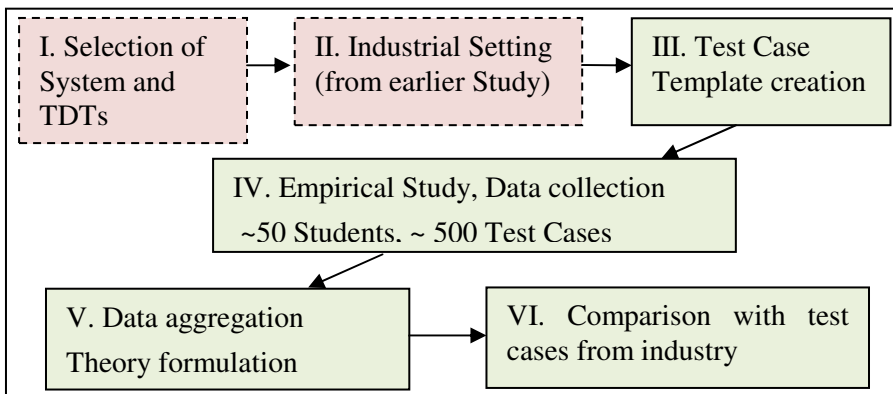 I. Selection of
System and
TDTs
II. Industrial Setting
(from earlier Study)
III. Test Case
Template creation
IV. Empirical Study, Data collection
~50 Students, ~ 500 Test Cases
V. Data aggregation
Theory formulation
VI. Comparison with test
cases from industry